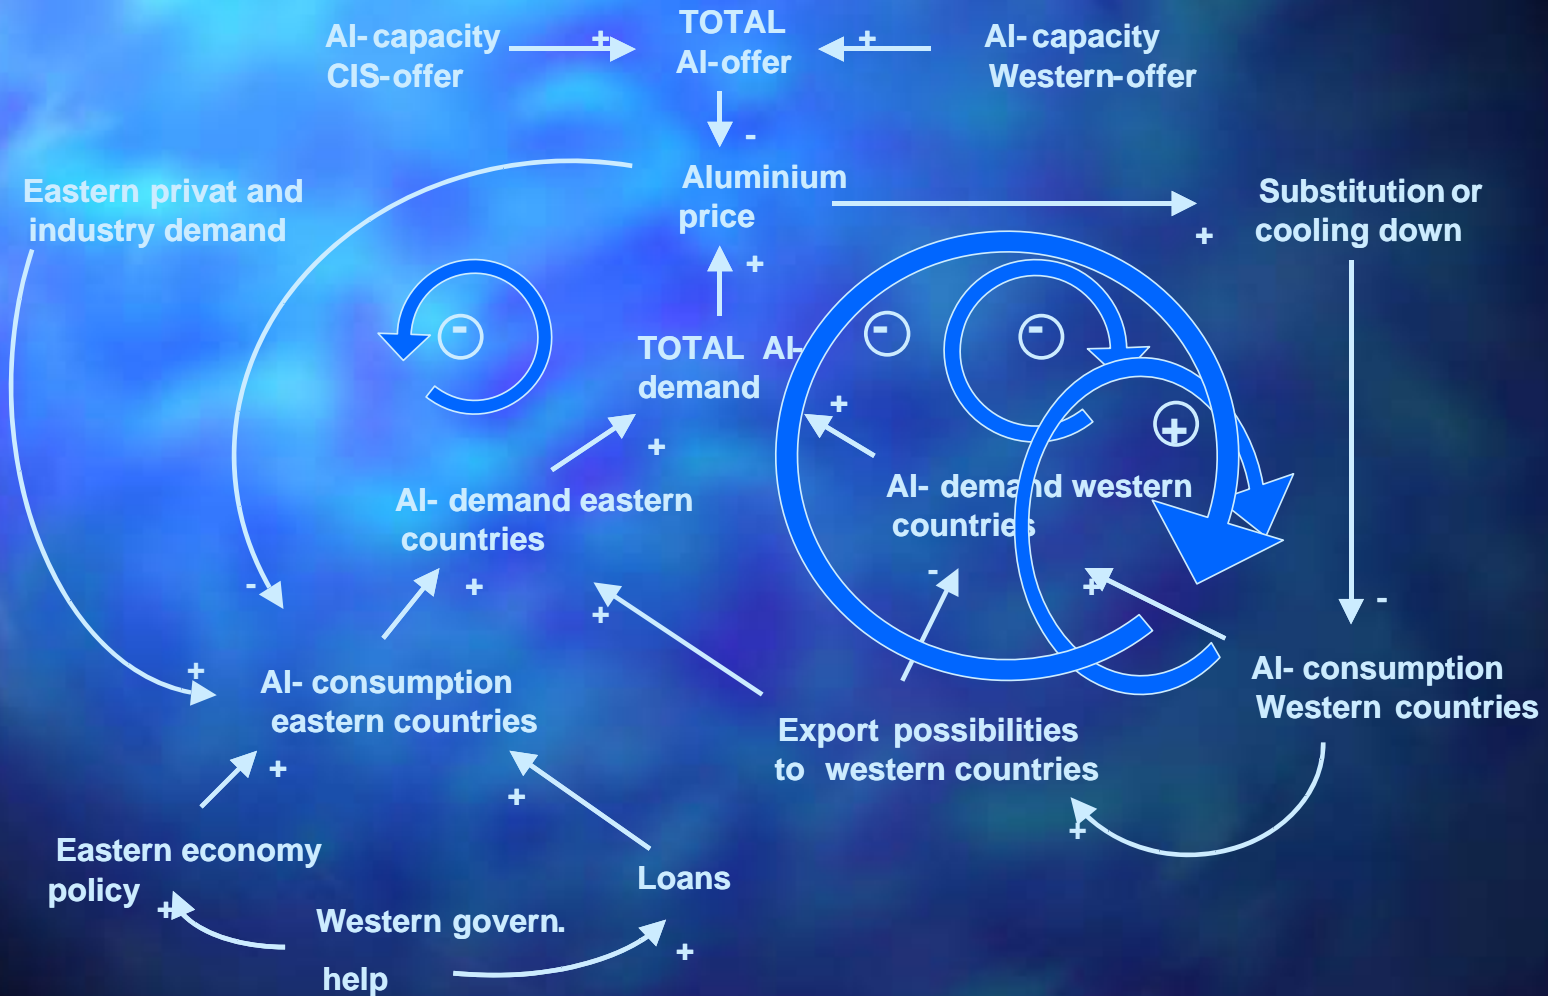 Al- capacity
CIS-offer
+
TOTAL
Al-offer
+
Al- capacity
Western-offer
-
Eastern privat and
industry demand
Aluminium
price
+
Substitution or
cooling down
+
-
-
-
TOTAL Al-
demand
+
+
+
Al- demand eastern
countries
Al- demand western
countries
-
+
+
-
+
-
+
Al- consumption
eastern countries
Al- consumption
Western countries
Export possibilities
to western countries
+
+
+
Eastern economy
policy
+
Loans
Western govern.
help
+